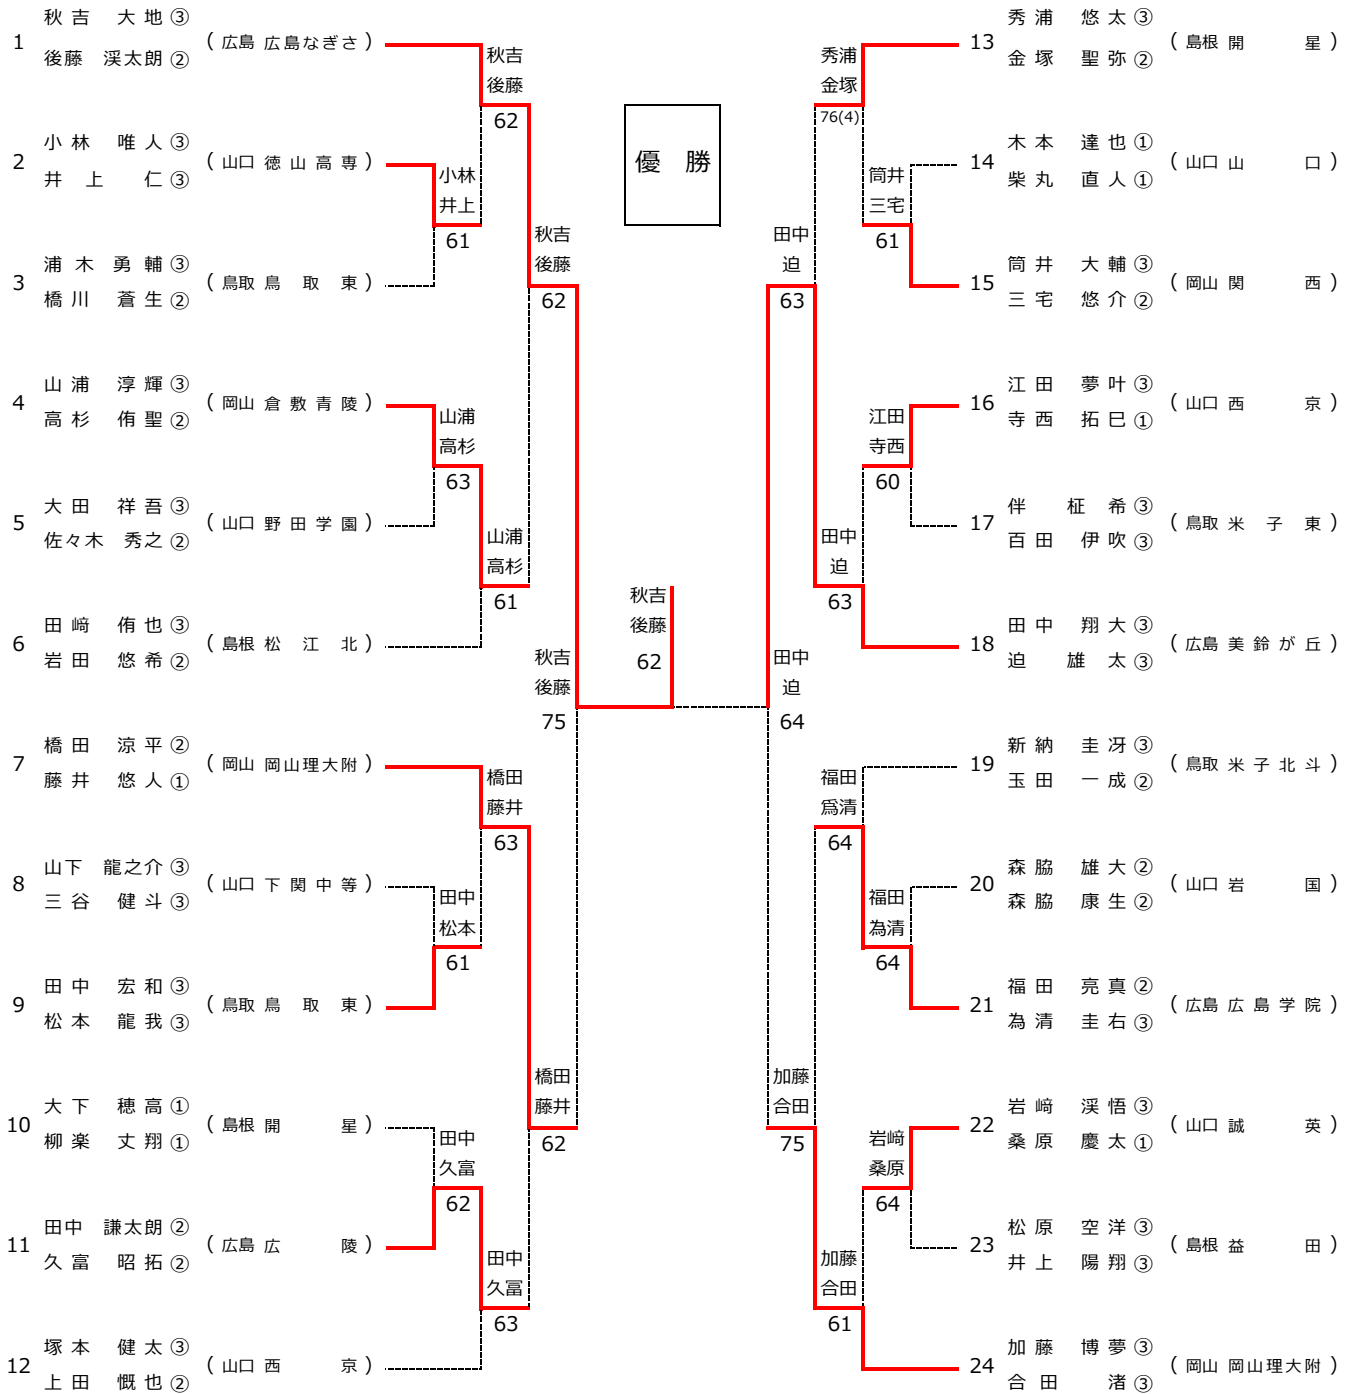 1 秋吉 大地 ③
後藤 渓太朗 ②
( 広島 広島なぎさ )
2 小林 唯人 ③
井上 仁 ③
( 山口 徳山高専 )
3 浦木 勇輔 ③
橋川 蒼生 ②
( 鳥取 鳥取東 )
4 山浦 淳輝 ③
高杉 侑聖 ②
( 岡山 倉敷青陵 )
5 大田 祥吾 ③
佐々木 秀之 ②
( 山口 野田学園 )
6 田﨑 侑也 ③
岩田 悠希 ②
( 島根 松江北 )
7 橋田 涼平 ②
藤井 悠人 ①
( 岡山 岡山理大附 )
8 山下 龍之介 ③
三谷 健斗 ③
( 山口 下関中等 )
9 田中 宏和 ③
松本 龍我 ③
( 鳥取 鳥取東 )
10 大下 穂高 ①
柳楽 丈翔 ①
( 島根 開星 )
11 田中 謙太朗 ②
久富 昭拓 ②
( 広島 広陵 )
12 塚本 健太 ③
上田 慨也 ②
( 山口 西京 )
小林
井上
61
山浦
高杉
63
田中
松本
61
田中
久富
62
秋吉
後藤
62
山浦
高杉
61
橋田
藤井
63
田中
久冨
63
秋吉
後藤
62
橋田
藤井
62
秋吉
後藤
75
優勝
秋吉
後藤
62
田中
迫
64
田中
迫
63
加藤
合田
75
秀浦
金塚
76(4)
田中
迫
63
福田
爲清
64
加藤
合田
61
筒井
三宅
61
江田
寺西
60
福田
為清
64
岩﨑
桑原
64
13 秀浦 悠太 ③
金塚 聖弥 ②
( 島根 開星 )
14 木本 達也 ①
柴丸 直人 ①
( 山口 山口 )
15 筒井 大輔 ③
三宅 悠介 ②
( 岡山 関西 )
16 江田 夢叶 ③
寺西 拓巳 ①
( 山口 西京 )
17 伴 柾希 ③
百田 伊吹 ③
( 鳥取 米子東 )
18 田中 翔大 ③
迫 雄太 ③
( 広島 美鈴が丘 )
19 新納 圭冴 ③
玉田 一成 ②
( 鳥取 米子北斗 )
20 森脇 雄大 ②
森脇 康生 ②
( 山口 岩国 )
21 福田 亮真 ②
為清 圭右 ③
( 広島 広島学院 )
22 岩﨑 渓悟 ③
桑原 慶太 ①
( 山口 誠英 )
23 松原 空洋 ③
井上 陽翔 ③
( 島根 益田 )
24 加藤 博夢 ③
合田 渚 ③
( 岡山 岡山理大附 )